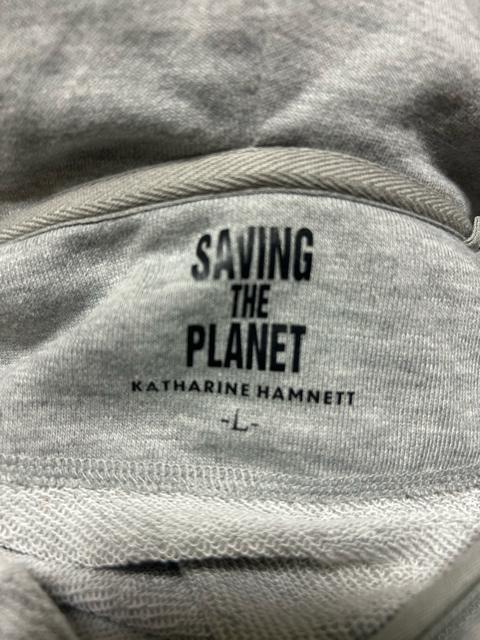 SAVING
THE
PLANET
KATHARINE HAMNETT
-L-